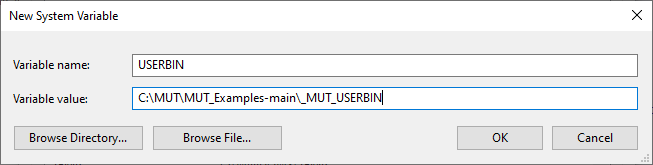 New System Variable
Variable name:
USERBIN
Variable value:
C:\MUT\MUT_Examples-main\_MUT_USERBIN
Browse Directory...
Browse File...
OK
Cancel